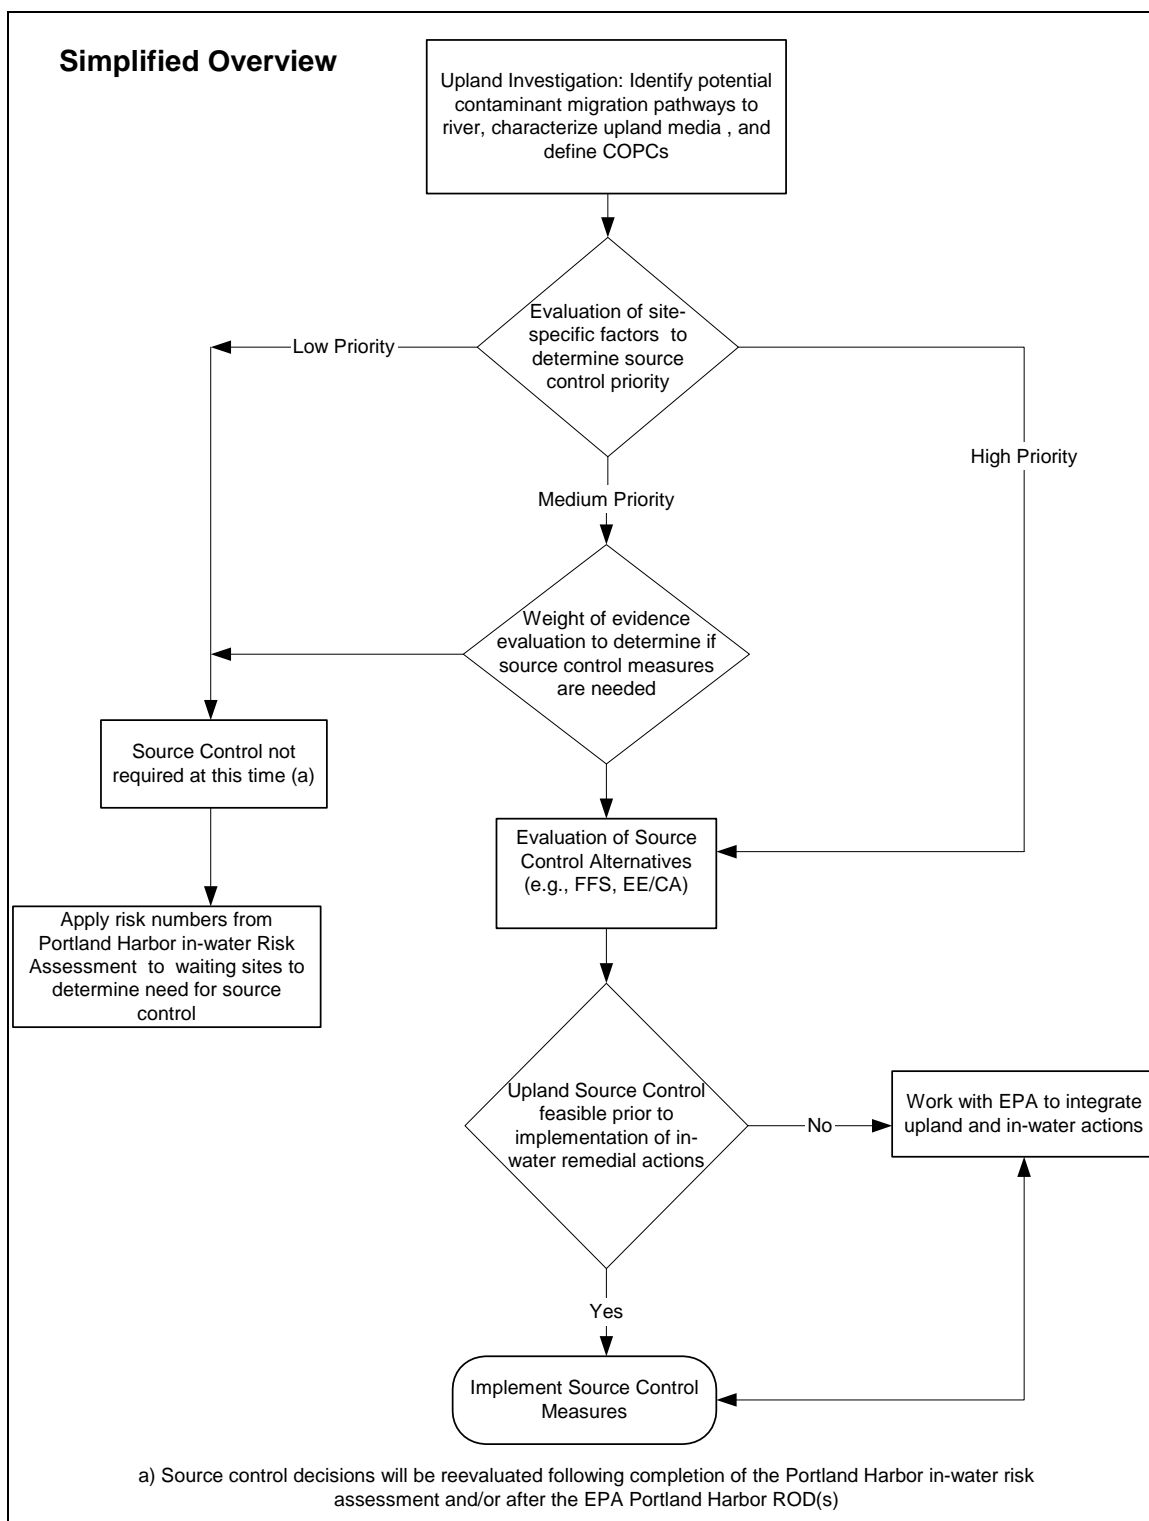 Simplified Overview
Upland Investigation: Identify potential
contaminant migration pathways to
river, characterize upland media , and
define COPCs
Evaluation of site-
specific factors to
determine source
control priority
Low Priority
High Priority
Medium Priority
Weight of evidence
evaluation to determine if
source control measures
are needed
Source Control not
required at this time (a)
Evaluation of Source
Control Alternatives
(e.g., FFS, EE/CA)
Apply risk numbers from
Portland Harbor in-water Risk
Assessment to waiting sites to
determine need for source
control
Upland Source Control
feasible prior to
implementation of in-
water remedial actions
No
Work with EPA to integrate
upland and in-water actions
Yes
Implement Source Control
Measures
a) Source control decisions will be reevaluated following completion of the Portland Harbor in-water risk
assessment and/or after the EPA Portland Harbor ROD(s)